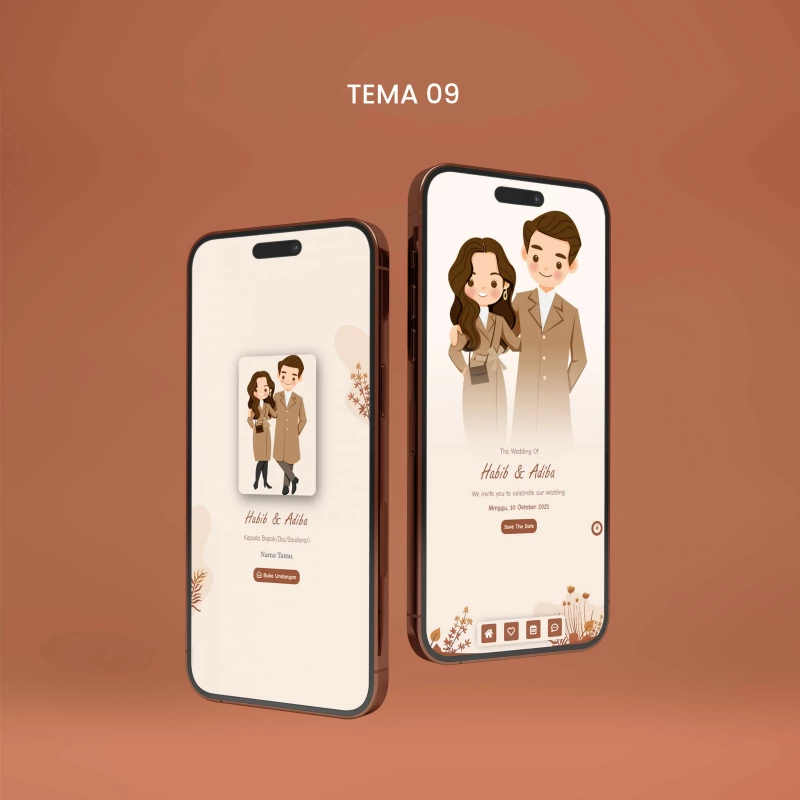 TEMA 09
Habib & Adiba
Kepada Bapak/Ibu/Saudara/i
Nama Tamu
Buka Undangan
The Wedding Of
Habib & Adiba
We invite you to celebrate our wedding
Minggu, 10 Oktober 2021
Save The Date